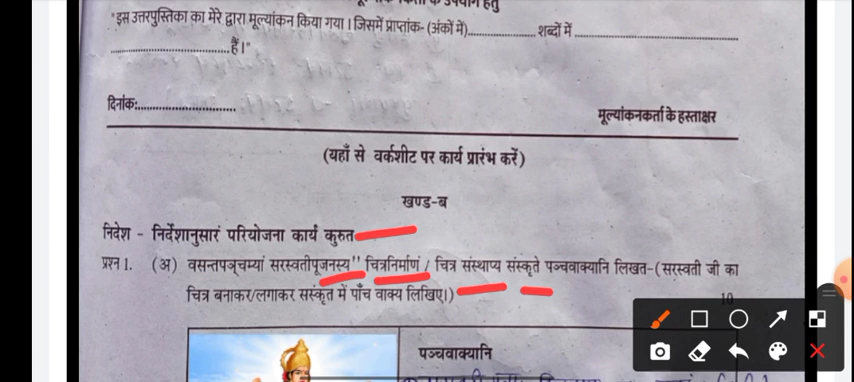 "इस उत्तरपुस्तिका का मेरे द्वारा मूल्यांकन किया गया। जिसमें प्राप्तांक- (अंकों में).................... शब्दों में ................................................
...................................हैं।"
दिनांक:..............................
मूल्यांकनकर्ता के हस्ताक्षर
(यहाँ से वर्कशीट पर कार्य प्रारंभ करें)
खण्ड-ब
निदेश - निर्देशानुसारं परियोजना कार्यं कुरुत
प्रश्न 1. (अ) वसन्तपञ्चम्यां सरस्वतीपूजनस्य'' चित्रनिर्माणं / चित्र संस्थाप्य संस्कृते पञ्चवाक्यानि लिखत-(सरस्वती जी का
चित्र बनाकर/लगाकर संस्कृत में पाँच वाक्य लिखिए।) 10
पञ्चवाक्यानि